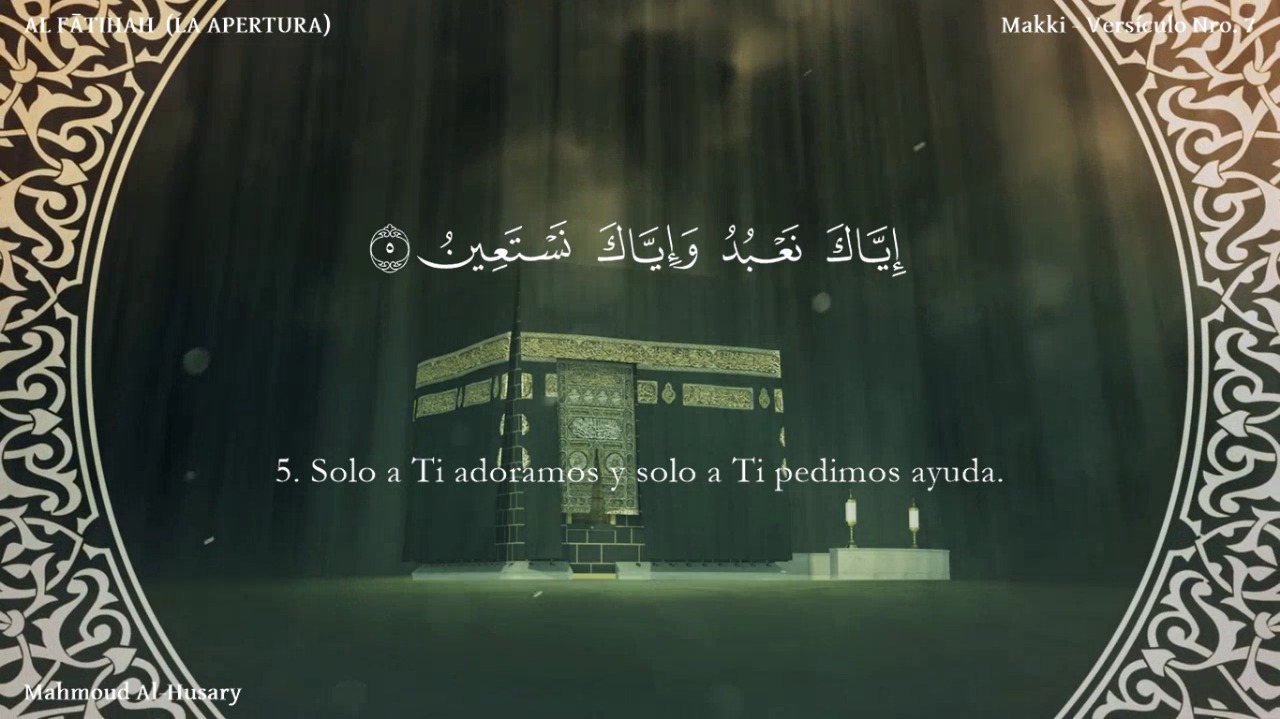 AL FĀTIHAH (LA APERTURA)
Makki - Versículo Nro. 7
إِيَّاكَ نَعْبُدُ وَإِيَّاكَ نَسْتَعِينُ ٥
5. Solo a Ti adoramos y solo a Ti pedimos ayuda.
Mahmoud Al-Husary